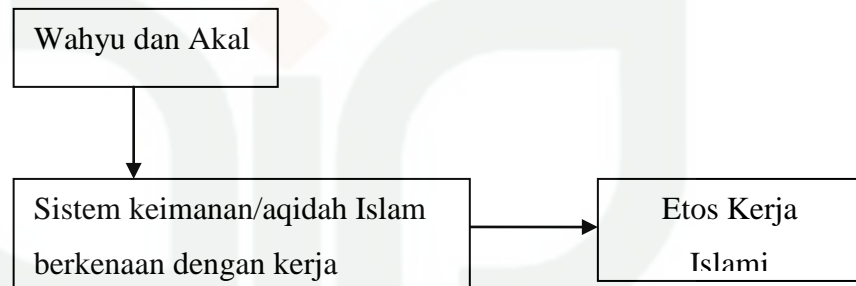 Wahyu dan Akal
Sistem keimanan/aqidah Islam
berkenaan dengan kerja
Etos Kerja
Islami